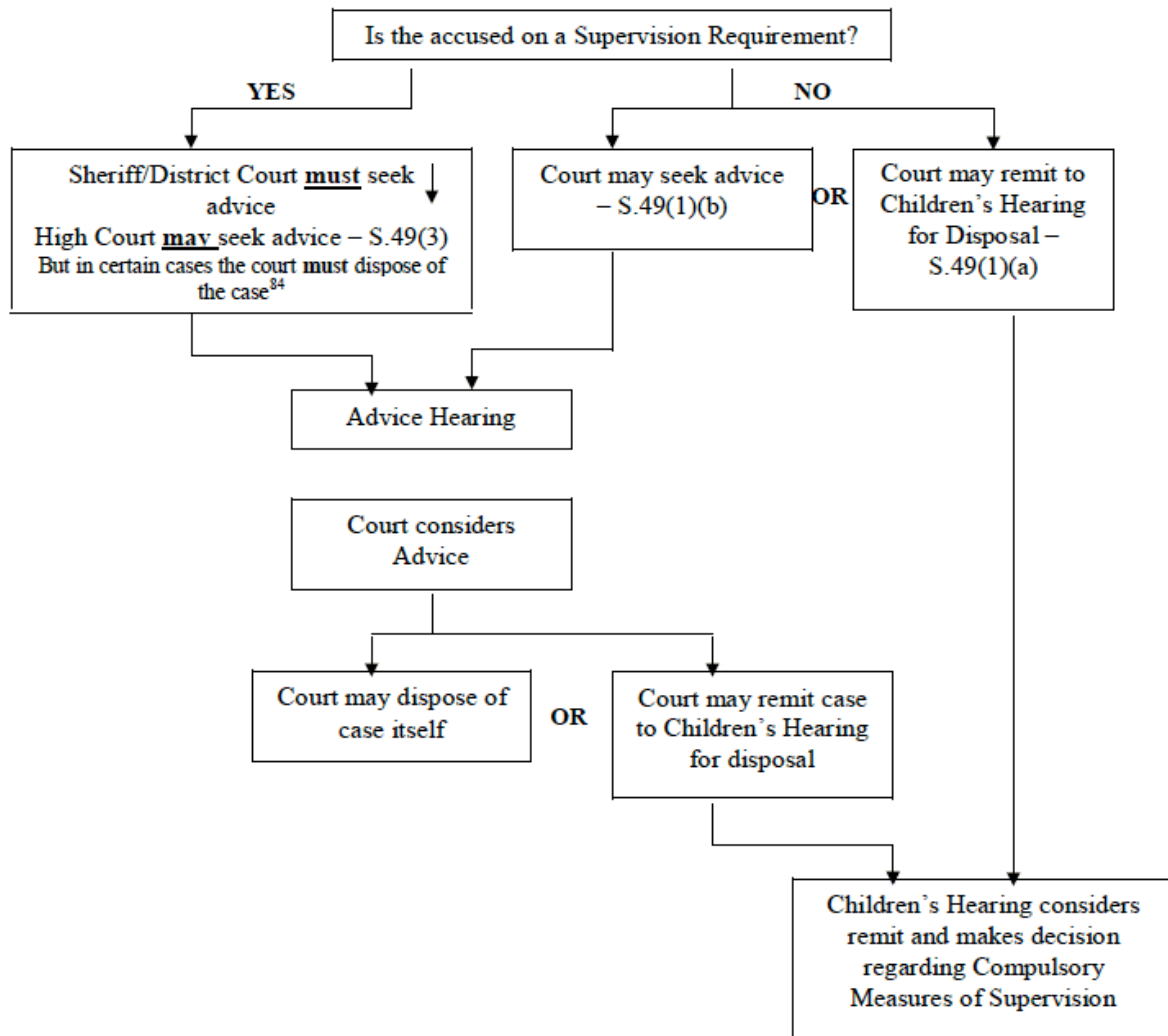 Is the accused on a Supervision Requirement?
YES
NO
Sheriff/District Court must seek
advice
High Court may seek advice – S.49(3)
But in certain cases the court must dispose of
the case84
Court may seek advice
– S.49(1)(b)
OR
Court may remit to
Children’s Hearing
for Disposal –
S.49(1)(a)
Advice Hearing
Court considers
Advice
Court may dispose of
case itself
OR
Court may remit case
to Children’s Hearing
for disposal
Children’s Hearing considers
remit and makes decision
regarding Compulsory
Measures of Supervision